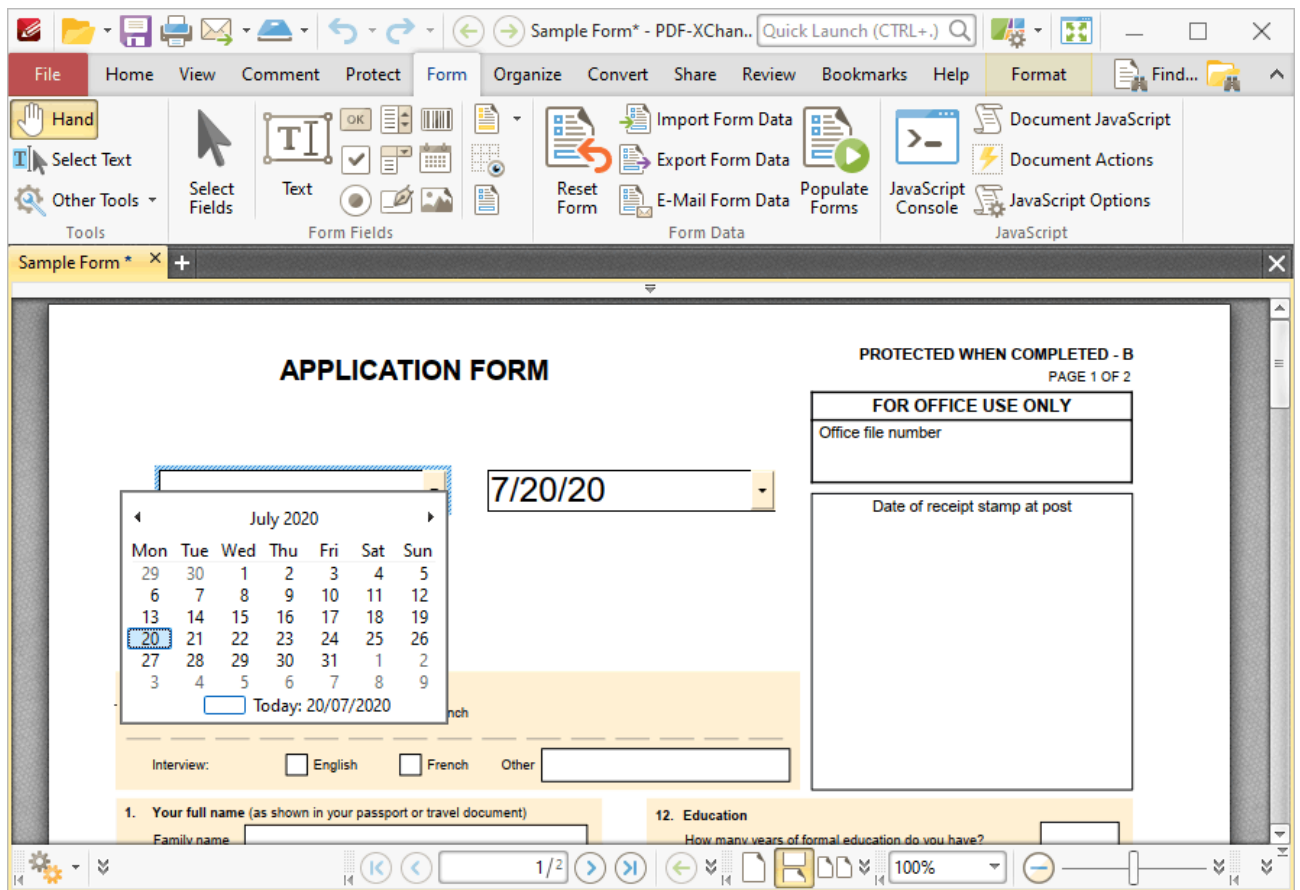 Sample Form* - PDF-XChan.. Quick Launch (CTRL+.)
File Home View Comment Protect Form Organize Convert Share Review Bookmarks Help Format Find...
Hand
Select Text
Other Tools
Tools
Select Fields
Text
OK
Form Fields
Reset Form
Import Form Data
Export Form Data
E-Mail Form Data
Populate Forms
Form Data
JavaScript Console
Document JavaScript
Document Actions
JavaScript Options
JavaScript
Sample Form *
APPLICATION FORM
PROTECTED WHEN COMPLETED - B
PAGE 1 OF 2
FOR OFFICE USE ONLY
Office file number
Date of receipt stamp at post
7/20/20
July 2020
Mon Tue Wed Thu Fri Sat Sun
29 30 1 2 3 4 5
6 7 8 9 10 11 12
13 14 15 16 17 18 19
20 21 22 23 24 25 26
27 28 29 30 31 1 2
3 4 5 6 7 8 9
Today: 20/07/2020
nch
Interview: English French Other
1. Your full name (as shown in your passport or travel document)
Family name
12. Education
How many years of formal education do you have?
1/2
100%